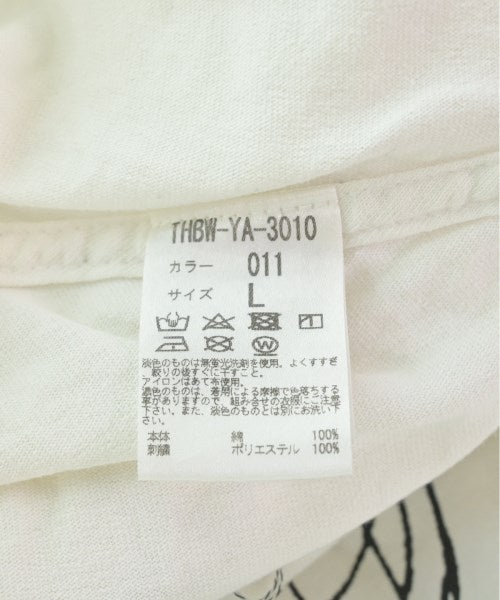 THBW-YA-3010
カラー 011
サイズ L
淡色のものは無蛍光洗剤を使用。よくすすぎ
絞りの後すぐに干すこと。
アイロンはあて布使用。
濃色のものは、着用による摩擦で色落ちする
事がありますので、組み合せの衣服にご注意
下さい。また、淡色のものとは別にお洗い下
さい。
本体 綿 100%
刺繍 ポリエステル 100%